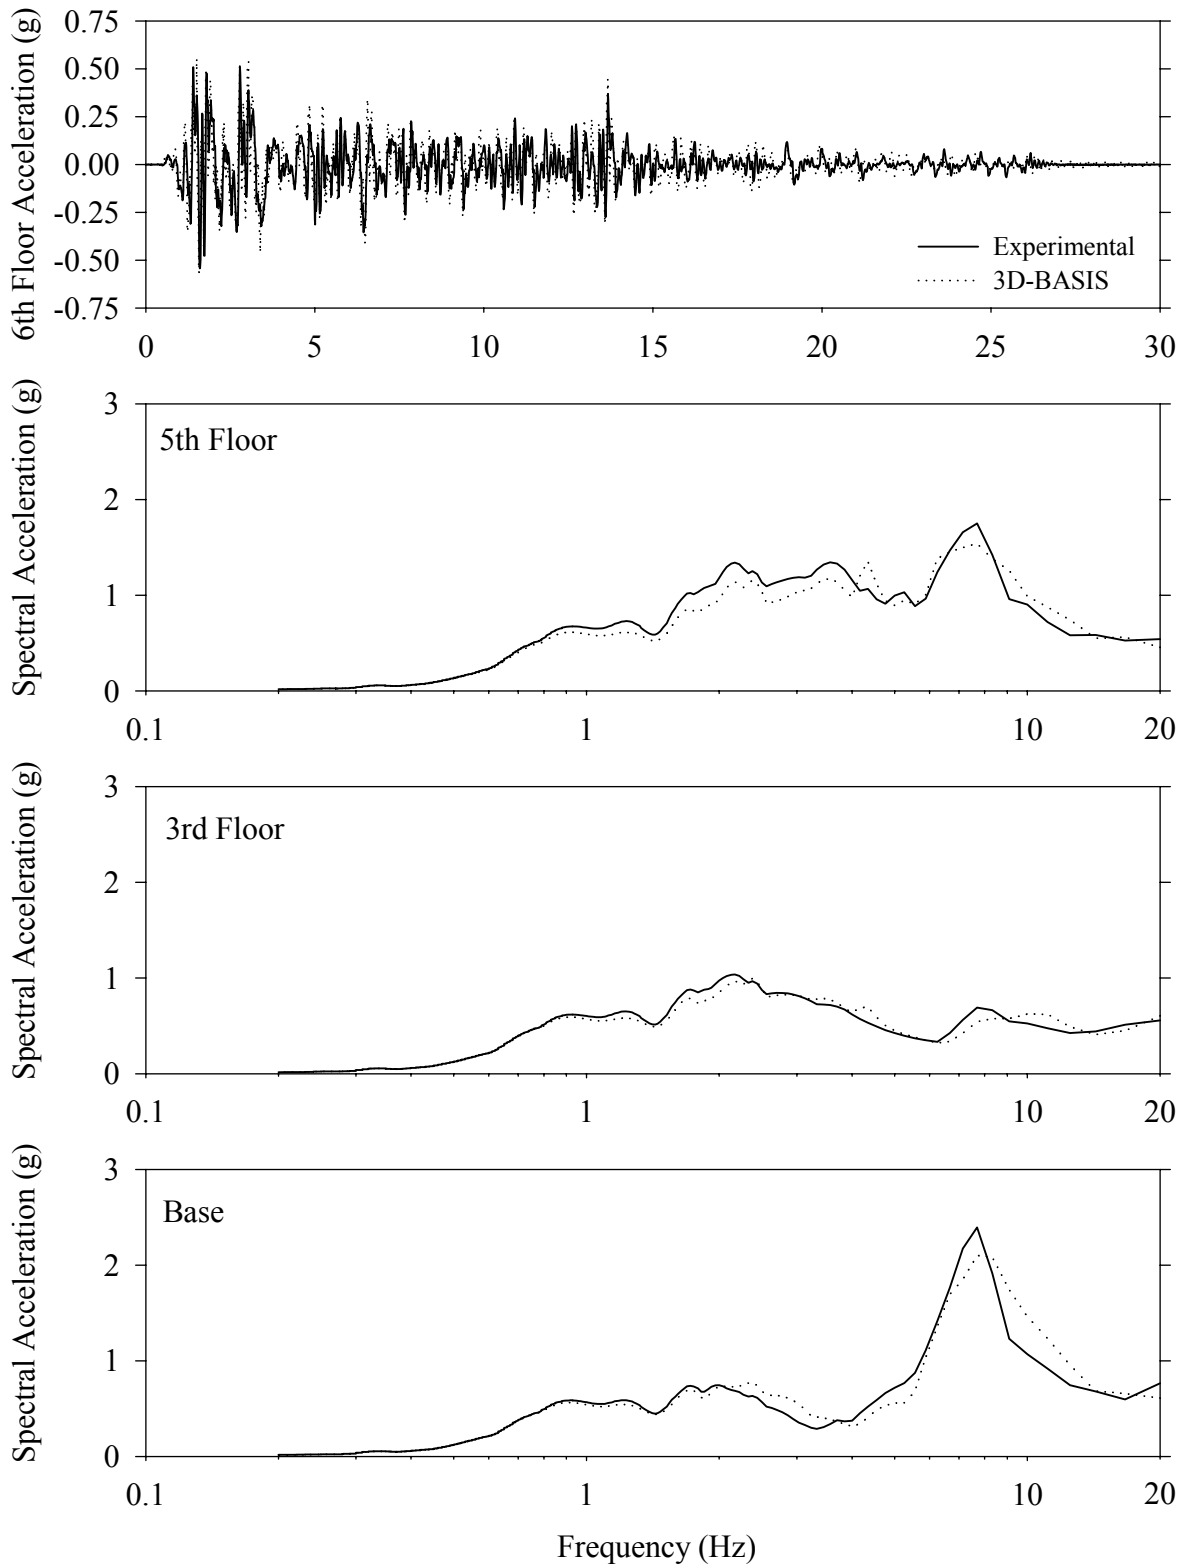 6th Floor Acceleration (g)
0.75
0.50
0.25
0.00
-0.25
-0.50
-0.75
Experimental
3D-BASIS
0 5 10 15 20 25 30
Spectral Acceleration (g)
3
5th Floor
2
1
0
0.1 1 10 20
Spectral Acceleration (g)
3
3rd Floor
2
1
0
0.1 1 10 20
Spectral Acceleration (g)
3
Base
2
1
0
0.1 1 10 20
Frequency (Hz)